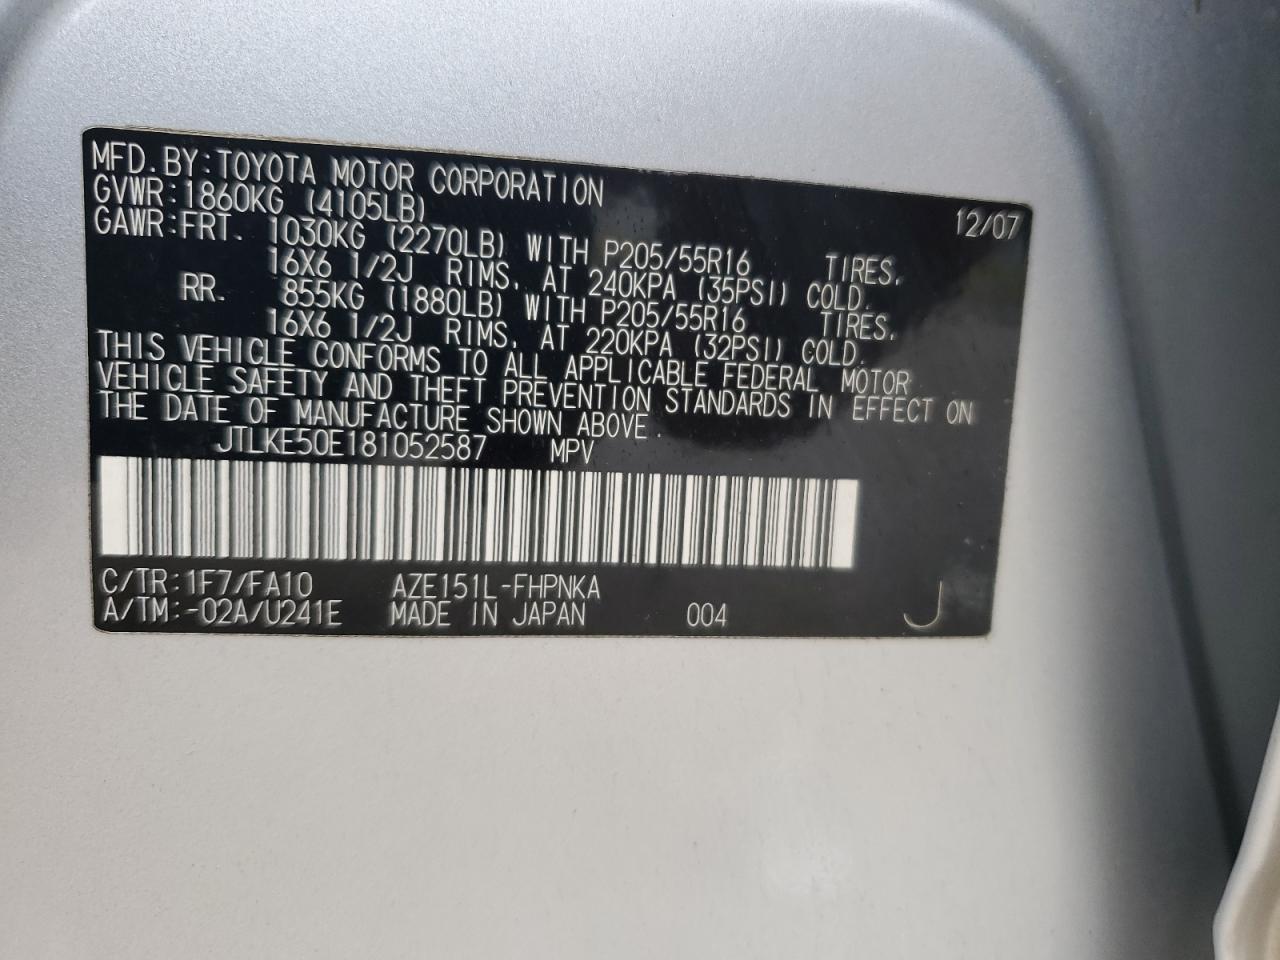 MFD.BY:TOYOTA MOTOR CORPORATION 12/07
GVWR:1860KG (4105LB)
GAWR:FRT. 1030KG (2270LB) WITH P205/55R16 TIRES,
16X6 1/2J RIMS, AT 240KPA (35PSI) COLD.
RR. 855KG (1880LB) WITH P205/55R16 TIRES,
16X6 1/2J RIMS, AT 220KPA (32PSI) COLD.
THIS VEHICLE CONFORMS TO ALL APPLICABLE FEDERAL MOTOR
VEHICLE SAFETY AND THEFT PREVENTION STANDARDS IN EFFECT ON
THE DATE OF MANUFACTURE SHOWN ABOVE.
JTLKE50E181052587 MPV
C/TR:1F7/FA10 AZE151L-FHPNKA
A/TM:-02A/U241E MADE IN JAPAN 004 J